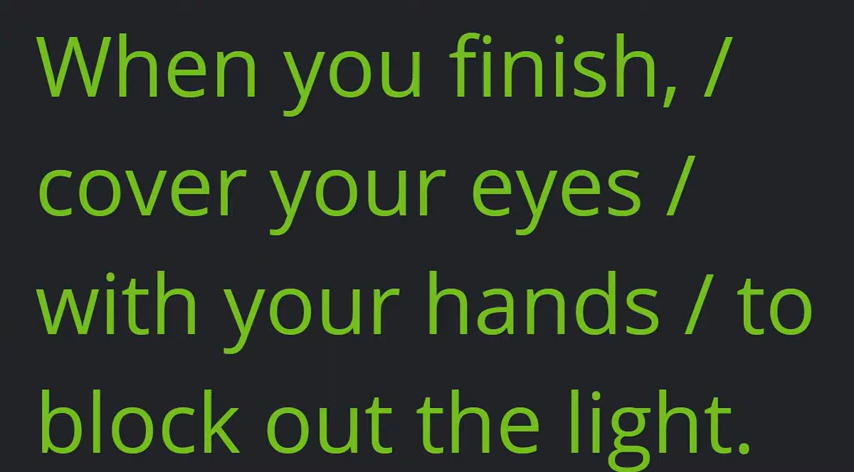 When you finish, /
cover your eyes /
with your hands / to
block out the light.